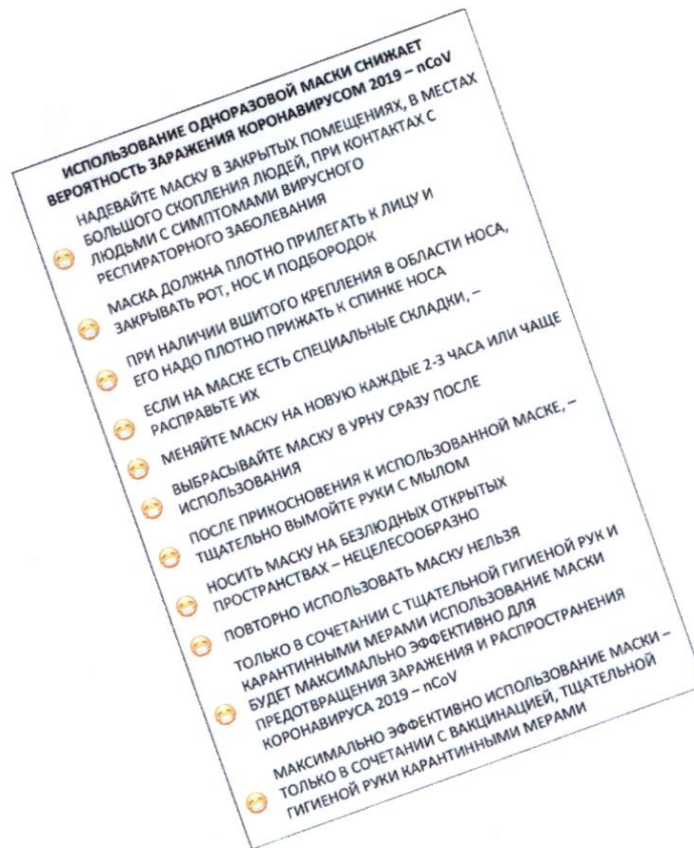 ИСПОЛЬЗОВАНИЕ ОДНОРАЗОВОЙ МАСКИ СНИЖАЕТ
ВЕРОЯТНОСТЬ ЗАРАЖЕНИЯ КОРОНАВИРУСОМ 2019 – nCoV
НАДЕВАЙТЕ МАСКУ В ЗАКРЫТЫХ ПОМЕЩЕНИЯХ, В МЕСТАХ
БОЛЬШОГО СКОПЛЕНИЯ ЛЮДЕЙ, ПРИ КОНТАКТАХ С
ЛЮДЬМИ С СИМПТОМАМИ ВИРУСНОГО
РЕСПИРАТОРНОГО ЗАБОЛЕВАНИЯ
МАСКА ДОЛЖНА ПЛОТНО ПРИЛЕГАТЬ К ЛИЦУ И
ЗАКРЫВАТЬ РОТ, НОС И ПОДБОРОДОК
ПРИ НАЛИЧИИ ВШИТОГО КРЕПЛЕНИЯ В ОБЛАСТИ НОСА,
ЕГО НАДО ПЛОТНО ПРИЖАТЬ К СПИНКЕ НОСА
ЕСЛИ НА МАСКЕ ЕСТЬ СПЕЦИАЛЬНЫЕ СКЛАДКИ, –
РАСПРАВЬТЕ ИХ
МЕНЯЙТЕ МАСКУ НА НОВУЮ КАЖДЫЕ 2-3 ЧАСА ИЛИ ЧАЩЕ
ВЫБРАСЫВАЙТЕ МАСКУ В УРНУ СРАЗУ ПОСЛЕ
ИСПОЛЬЗОВАНИЯ
ПОСЛЕ ПРИКОСНОВЕНИЯ К ИСПОЛЬЗОВАННОЙ МАСКЕ, –
ТЩАТЕЛЬНО ВЫМОЙТЕ РУКИ С МЫЛОМ
НОСИТЬ МАСКУ НА БЕЗЛЮДНЫХ ОТКРЫТЫХ
ПРОСТРАНСТВАХ – НЕЦЕЛЕСООБРАЗНО
ПОВТОРНО ИСПОЛЬЗОВАТЬ МАСКУ НЕЛЬЗЯ
ТОЛЬКО В СОЧЕТАНИИ С ТЩАТЕЛЬНОЙ ГИГИЕНОЙ РУК И
КАРАНТИННЫМИ МЕРАМИ ИСПОЛЬЗОВАНИЕ МАСКИ
БУДЕТ МАКСИМАЛЬНО ЭФФЕКТИВНО ДЛЯ
ПРЕДОТВРАЩЕНИЯ ЗАРАЖЕНИЯ И РАСПРОСТРАНЕНИЯ
КОРОНАВИРУСА 2019 – nCoV
МАКСИМАЛЬНО ЭФФЕКТИВНО ИСПОЛЬЗОВАНИЕ МАСКИ –
ТОЛЬКО В СОЧЕТАНИИ С ВАКЦИНАЦИЕЙ, ТЩАТЕЛЬНОЙ
ГИГИЕНОЙ РУКИ КАРАНТИННЫМИ МЕРАМИ